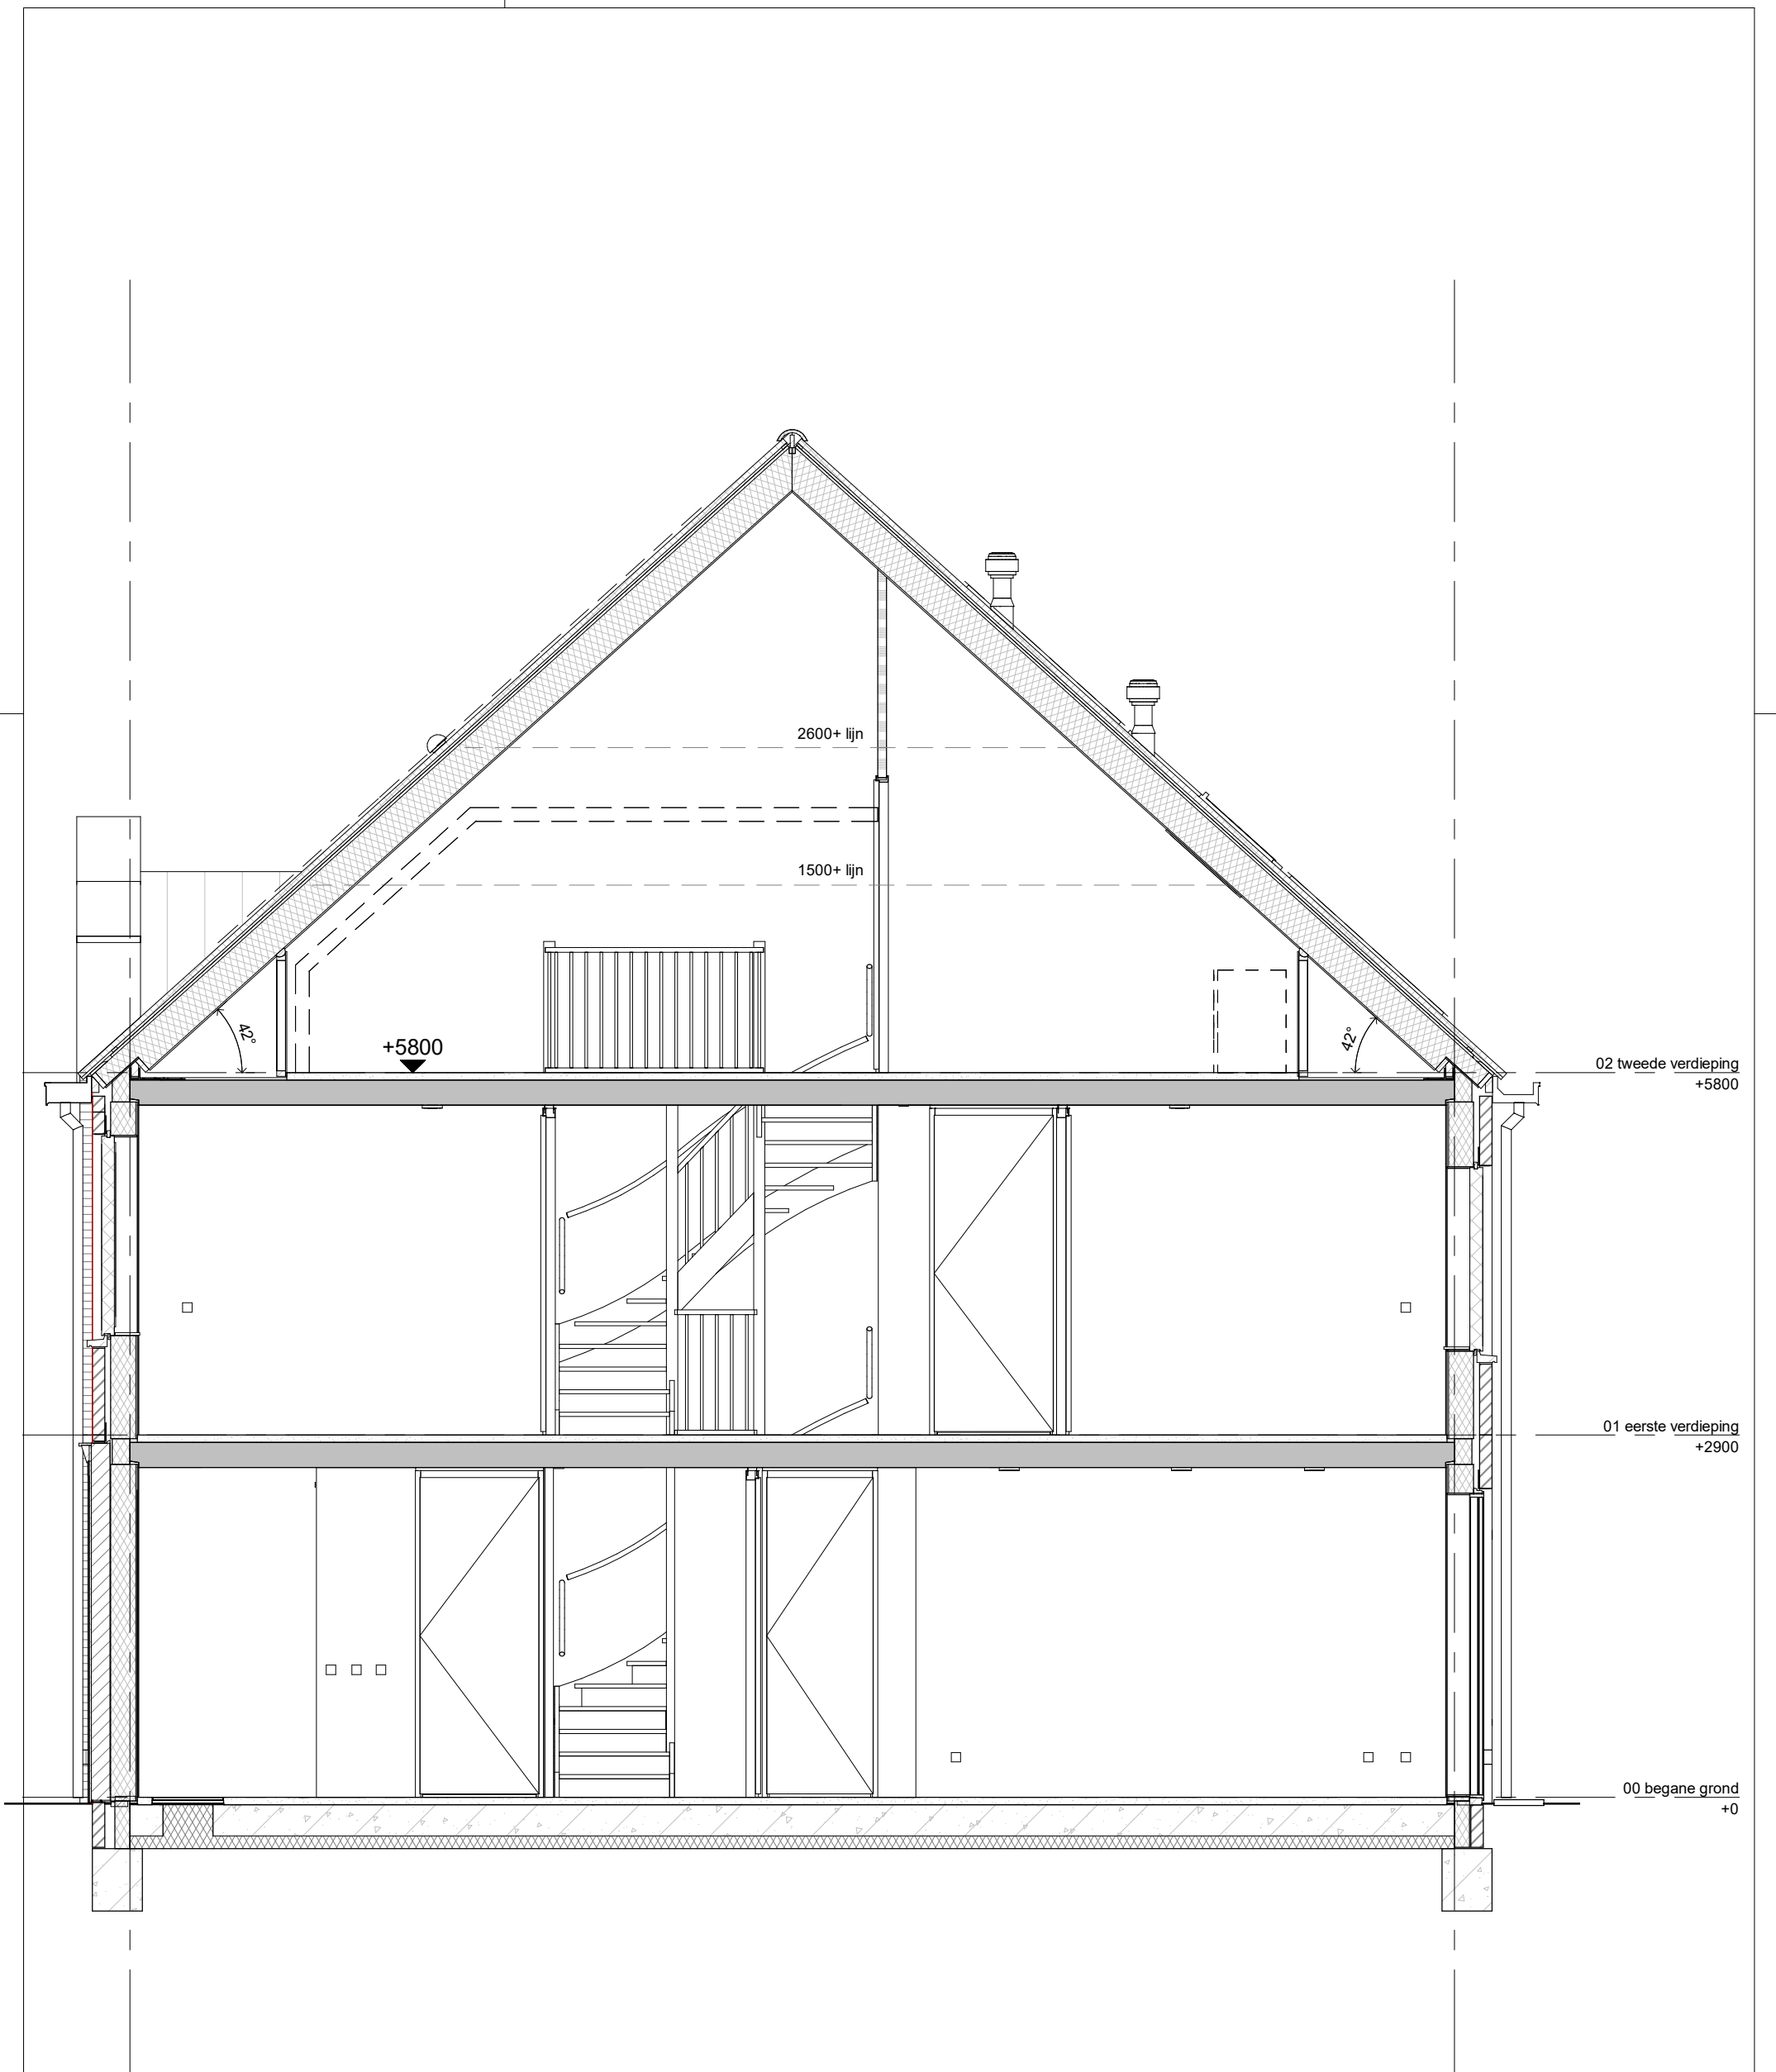 2600+ lijn
1500+ lijn
42°
+5800
42°
02 tweede verdieping
+5800
01 eerste verdieping
+2900
00 begane grond
+0